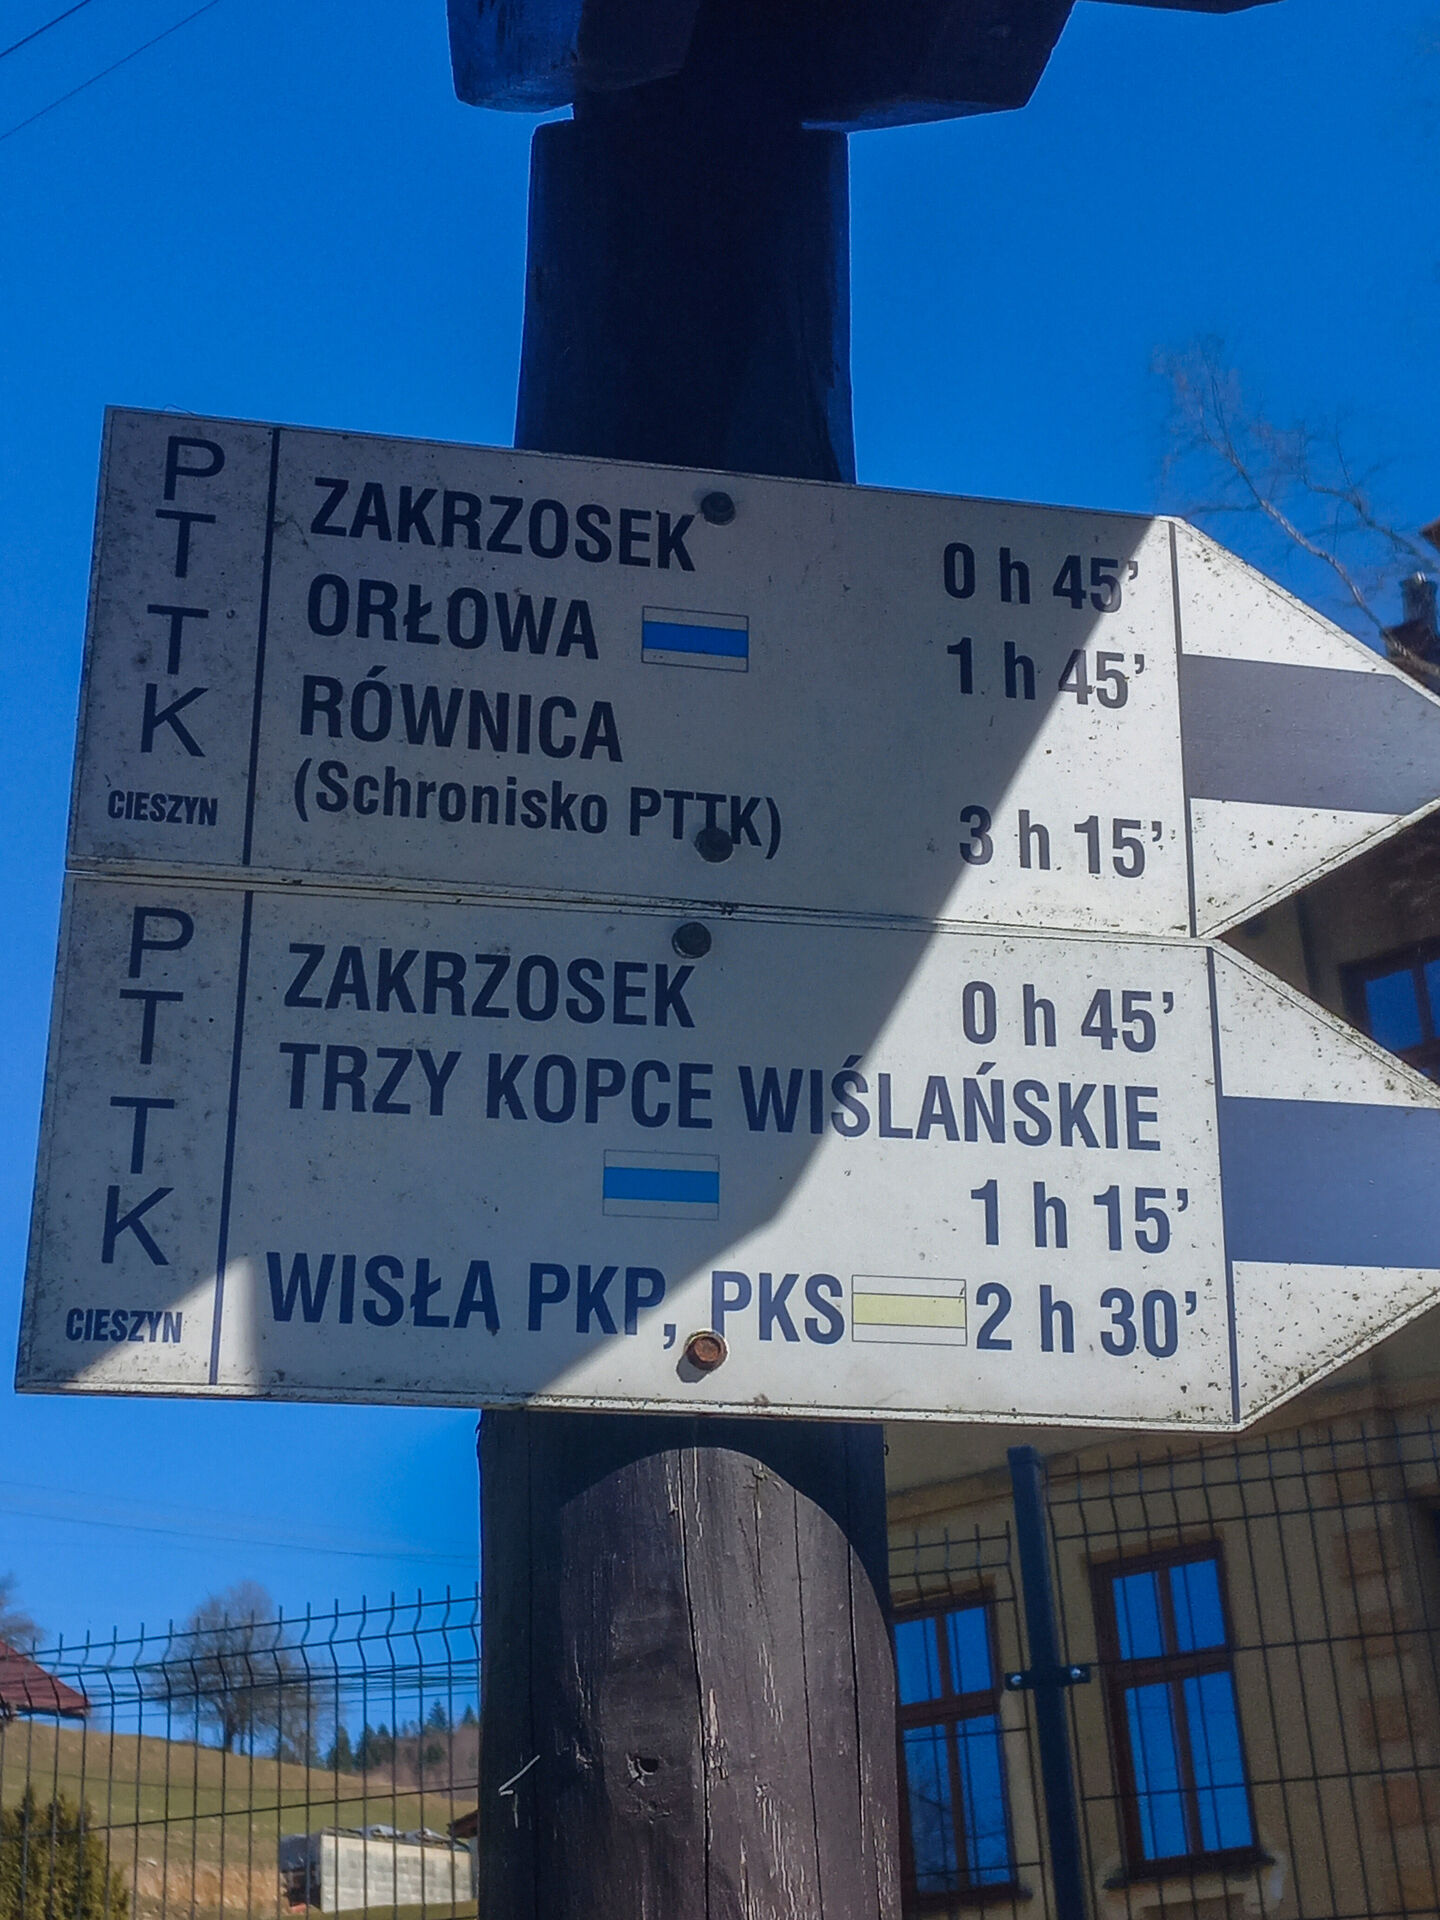 PTTK
CIESZYN
ZAKRZOSEK 0 h 45’
ORŁOWA 1 h 45’
RÓWNICA
(Schronisko PTTK) 3 h 15’
PTTK
CIESZYN
ZAKRZOSEK 0 h 45’
TRZY KOPCE WIŚLAŃSKIE
1 h 15’
WISŁA PKP, PKS 2 h 30’